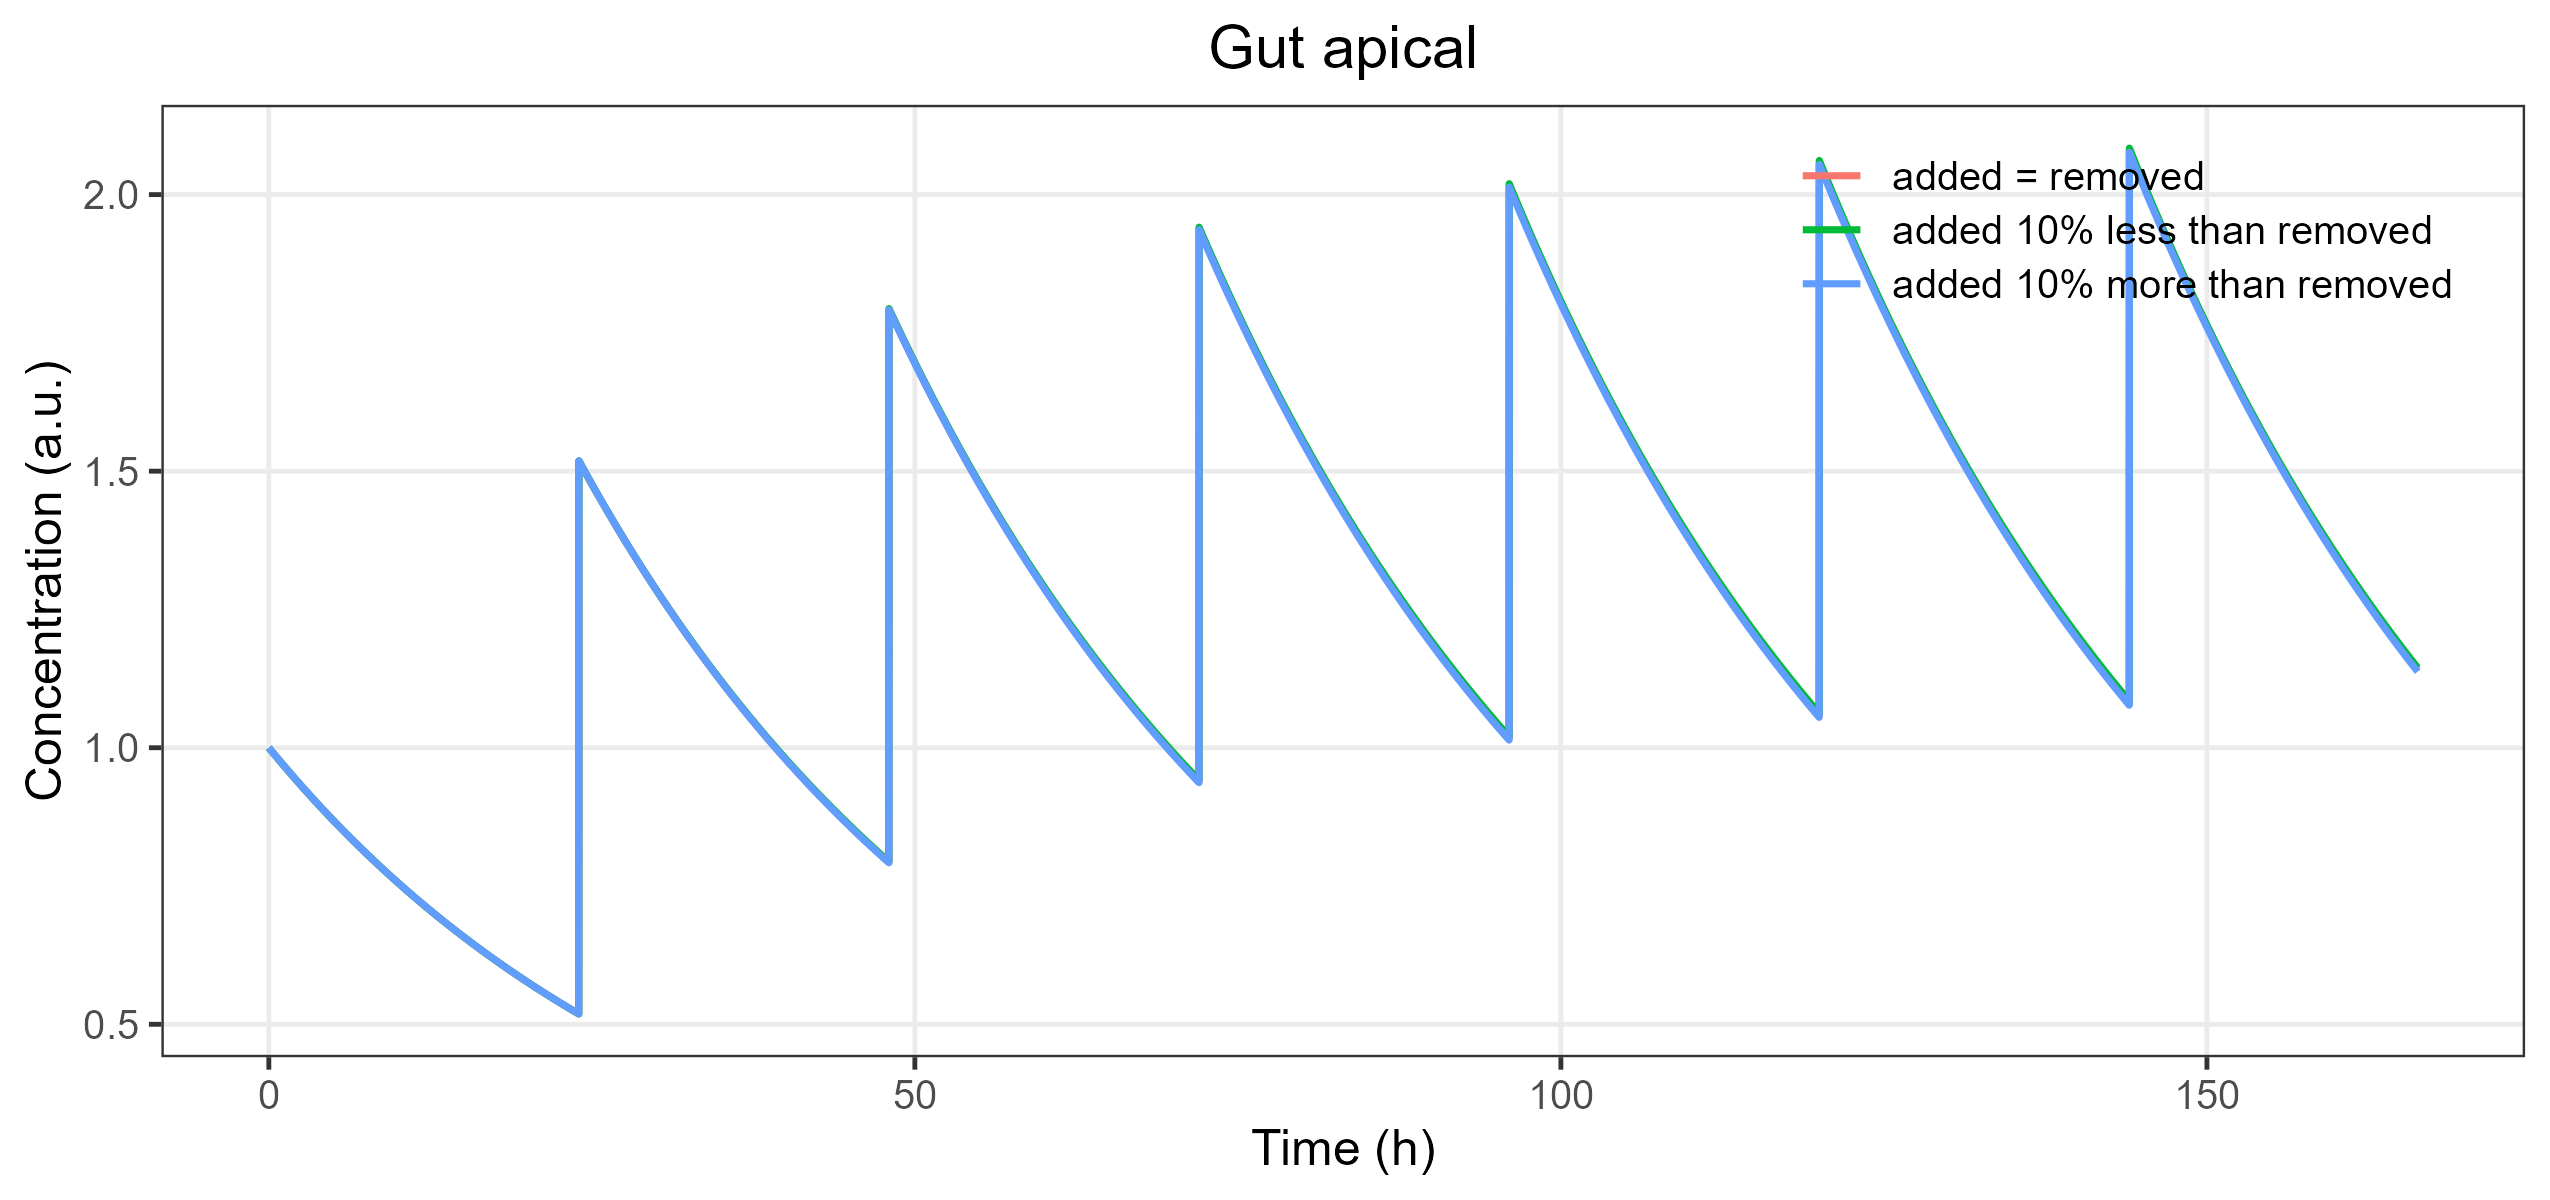 Gut apical
added = removed
added 10% less than removed
added 10% more than removed
Concentration (a.u.)
2.0
1.5
1.0
0.5
0
50
100
150
Time (h)